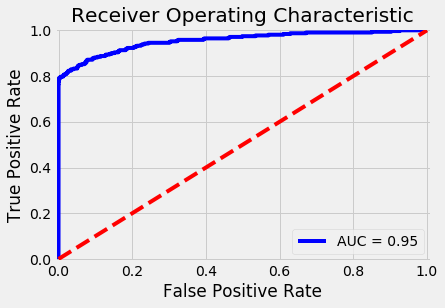 Receiver Operating Characteristic
1.0
0.8
0.6
0.4
0.2
0.0
True Positive Rate
AUC = 0.95
0.0 0.2 0.4 0.6 0.8 1.0
False Positive Rate